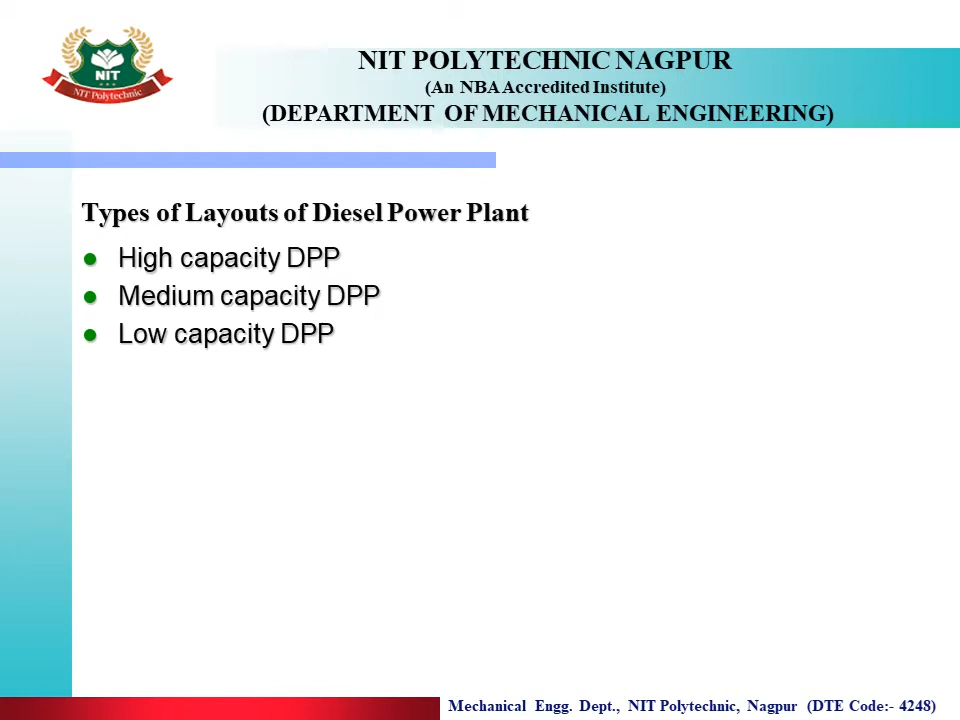 NIT
NIT Polytechnic
NIT POLYTECHNIC NAGPUR
(An NBA Accredited Institute)
(DEPARTMENT OF MECHANICAL ENGINEERING)
Types of Layouts of Diesel Power Plant
High capacity DPP
Medium capacity DPP
Low capacity DPP
Mechanical Engg. Dept., NIT Polytechnic, Nagpur (DTE Code:- 4248)